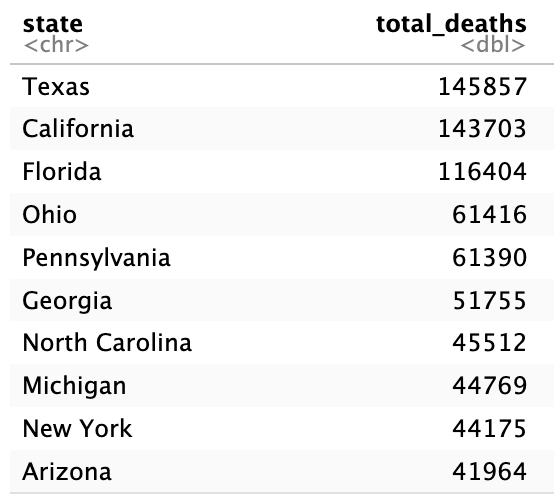 state total_deaths
<chr> <dbl>
Texas 145857
California 143703
Florida 116404
Ohio 61416
Pennsylvania 61390
Georgia 51755
North Carolina 45512
Michigan 44769
New York 44175
Arizona 41964